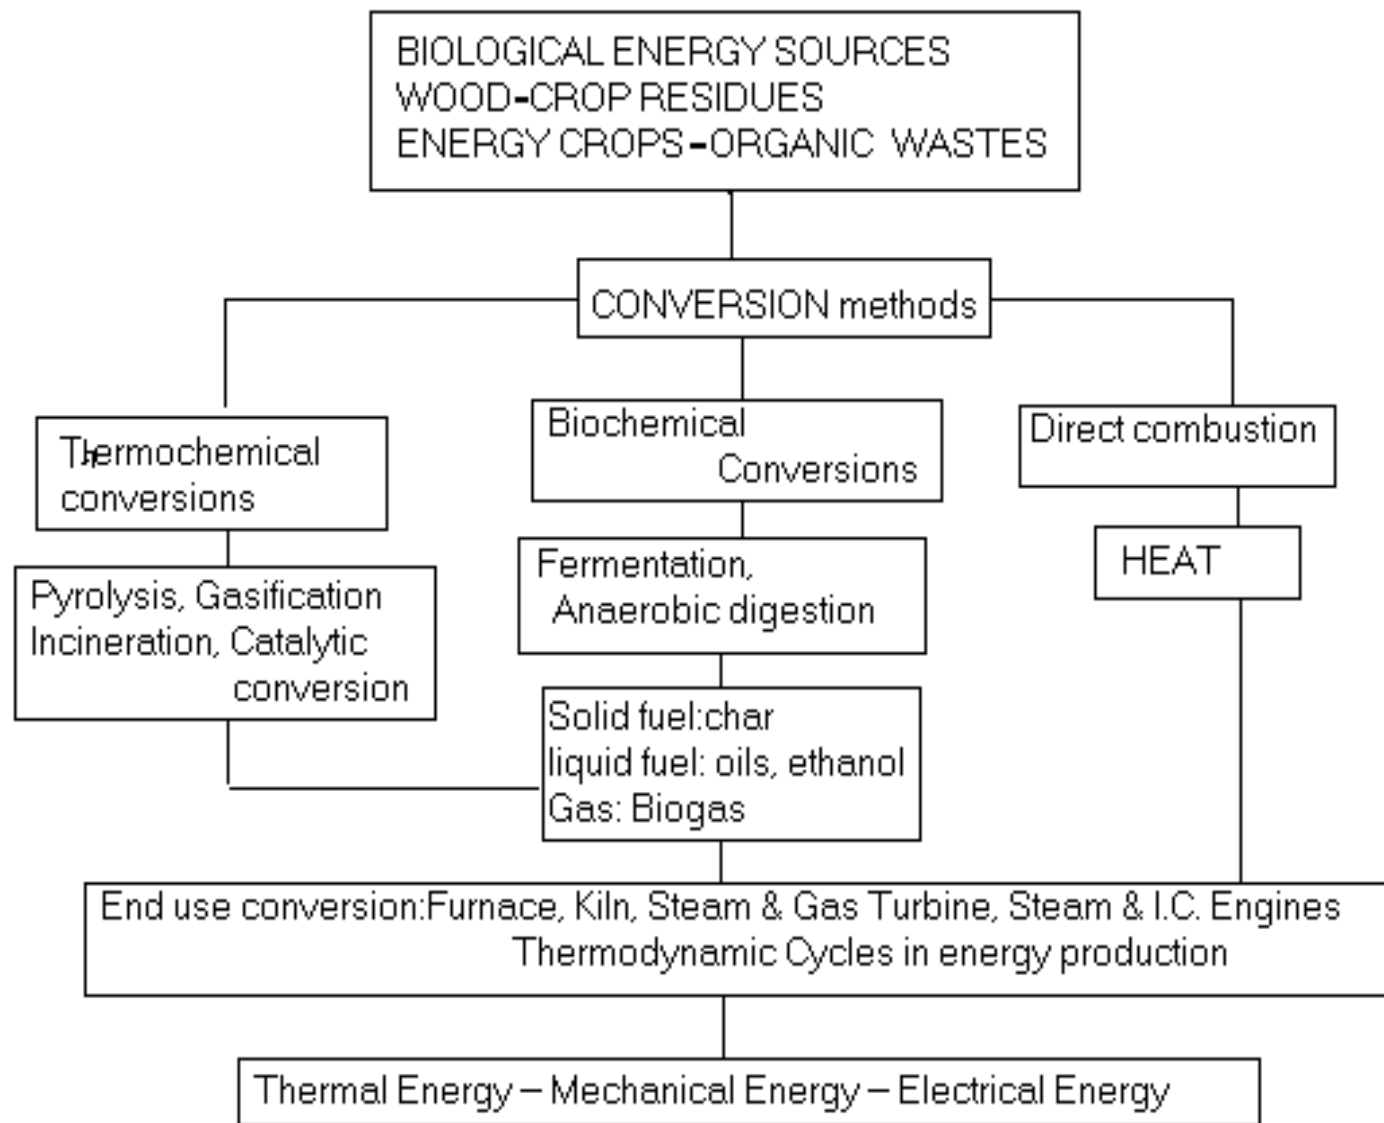 BIOLOGICAL ENERGY SOURCES
WOOD-CROP RESIDUES
ENERGY CROPS-ORGANIC WASTES
CONVERSION methods
Thermochemical
conversions
Biochemical
Conversions
Direct combustion
Pyrolysis, Gasification
Incineration, Catalytic
conversion
Fermentation,
Anaerobic digestion
HEAT
Solid fuel:char
liquid fuel: oils, ethanol
Gas: Biogas
End use conversion:Furnace, Kiln, Steam & Gas Turbine, Steam & I.C. Engines
Thermodynamic Cycles in energy production
Thermal Energy – Mechanical Energy – Electrical Energy